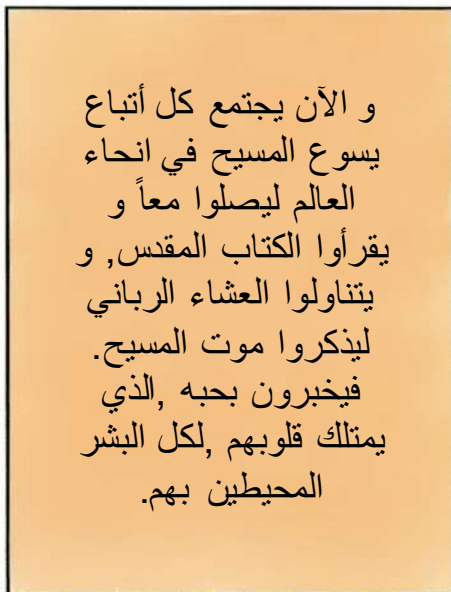 و الآن يجتمع كل أتباع
يسوع المسيح في انحاء
العالم ليصلوا معاً و
يقرأوا الكتاب المقدس, و
يتناولوا العشاء الرباني
ليذكروا موت المسيح.
فيخبرون بحبه ,الذي
يمتلك قلوبهم ,لكل البشر
المحيطين بهم.